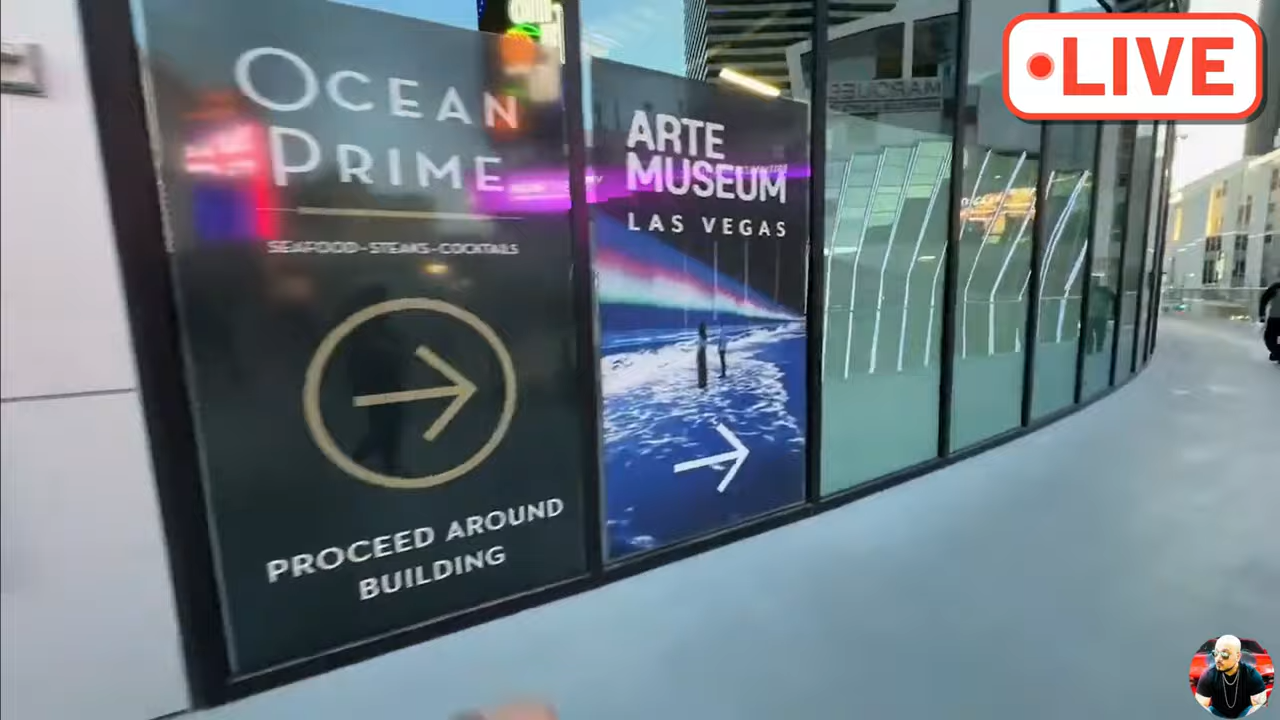 OCEAN
PRIME
SEAFOOD-STEAKS-COCKTAILS
PROCEED AROUND
BUILDING
ARTE
MUSEUM
LAS VEGAS
LIVE